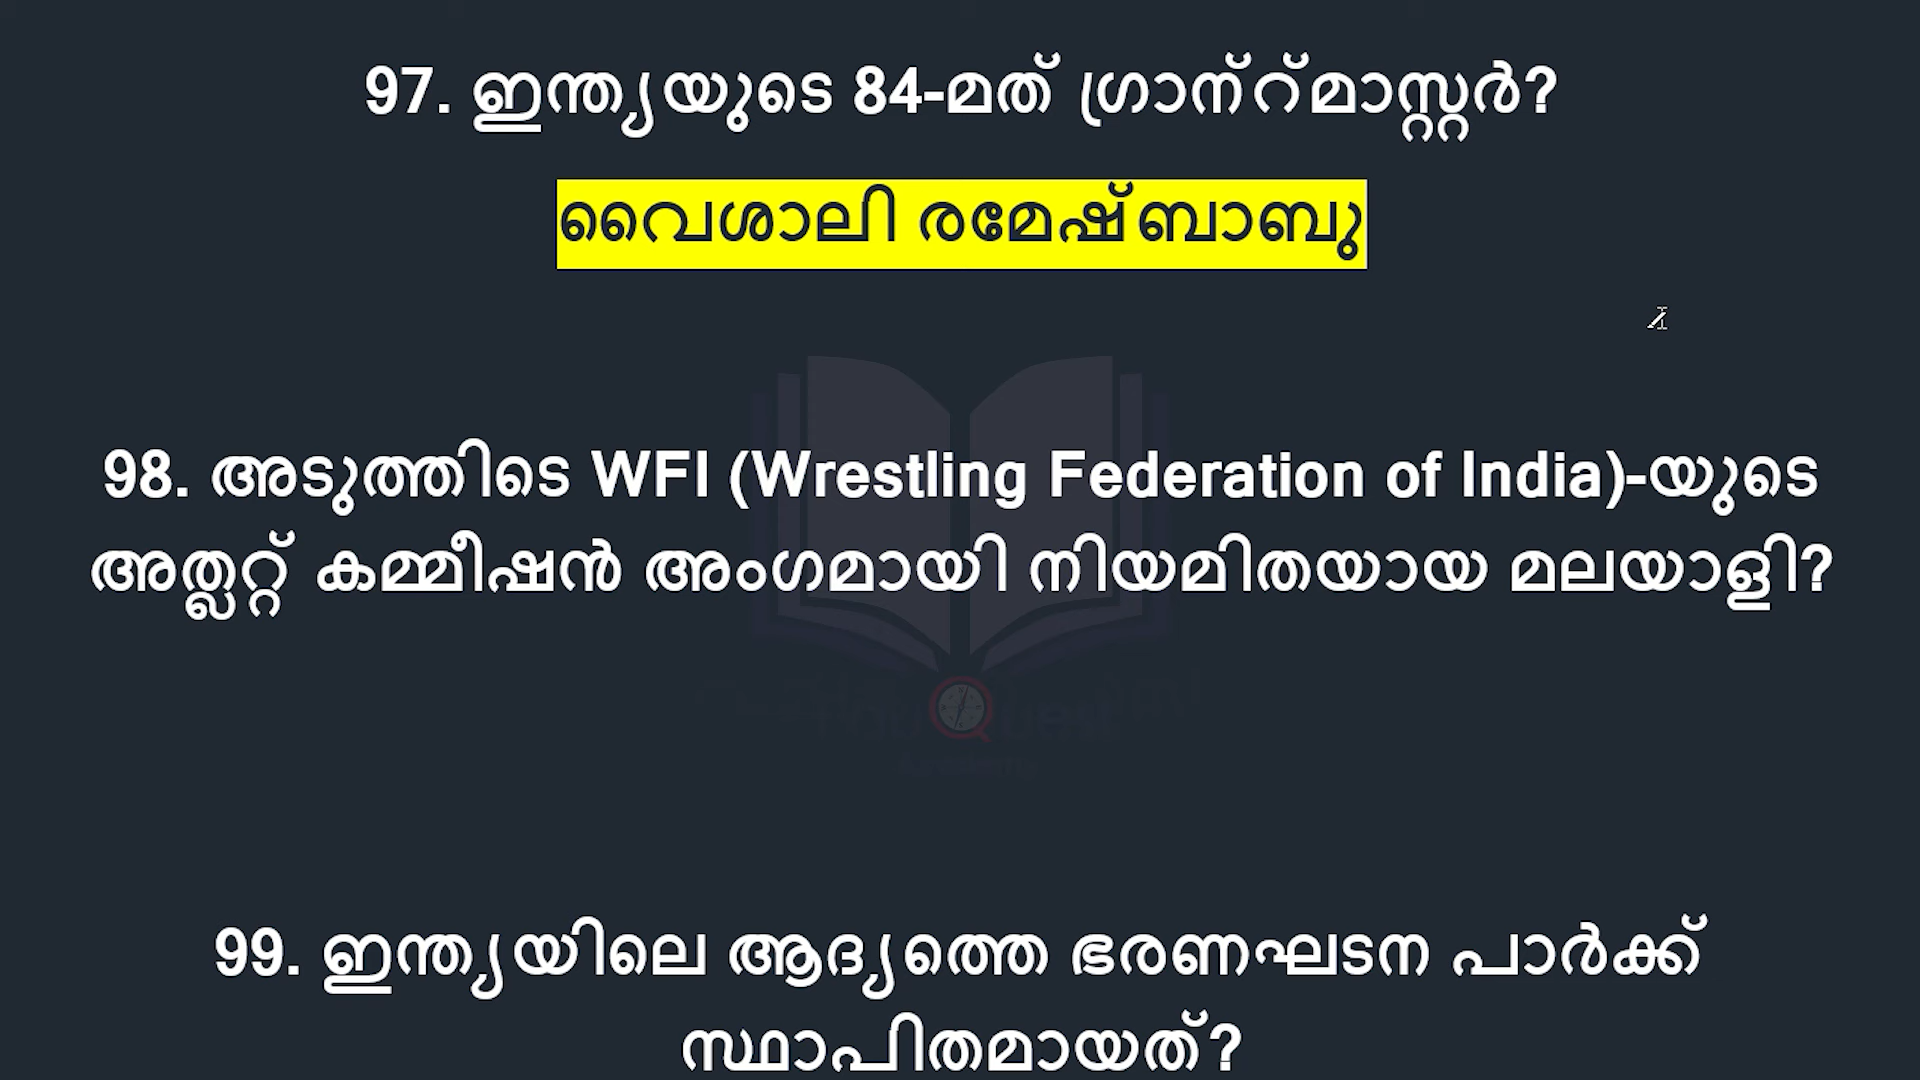 97. ഇന്ത്യയുടെ 84-മത് ഗ്രാന്റ്മാസ്റ്റർ?
വൈശാലി രമേഷ്ബാബു
98. അടുത്തിടെ WFI (Wrestling Federation of India)-യുടെ
അത്ലറ്റ് കമ്മീഷൻ അംഗമായി നിയമിതയായ മലയാളി?
99. ഇന്ത്യയിലെ ആദ്യത്തെ ഭരണഘടന പാർക്ക്
സ്ഥാപിതമായത്?